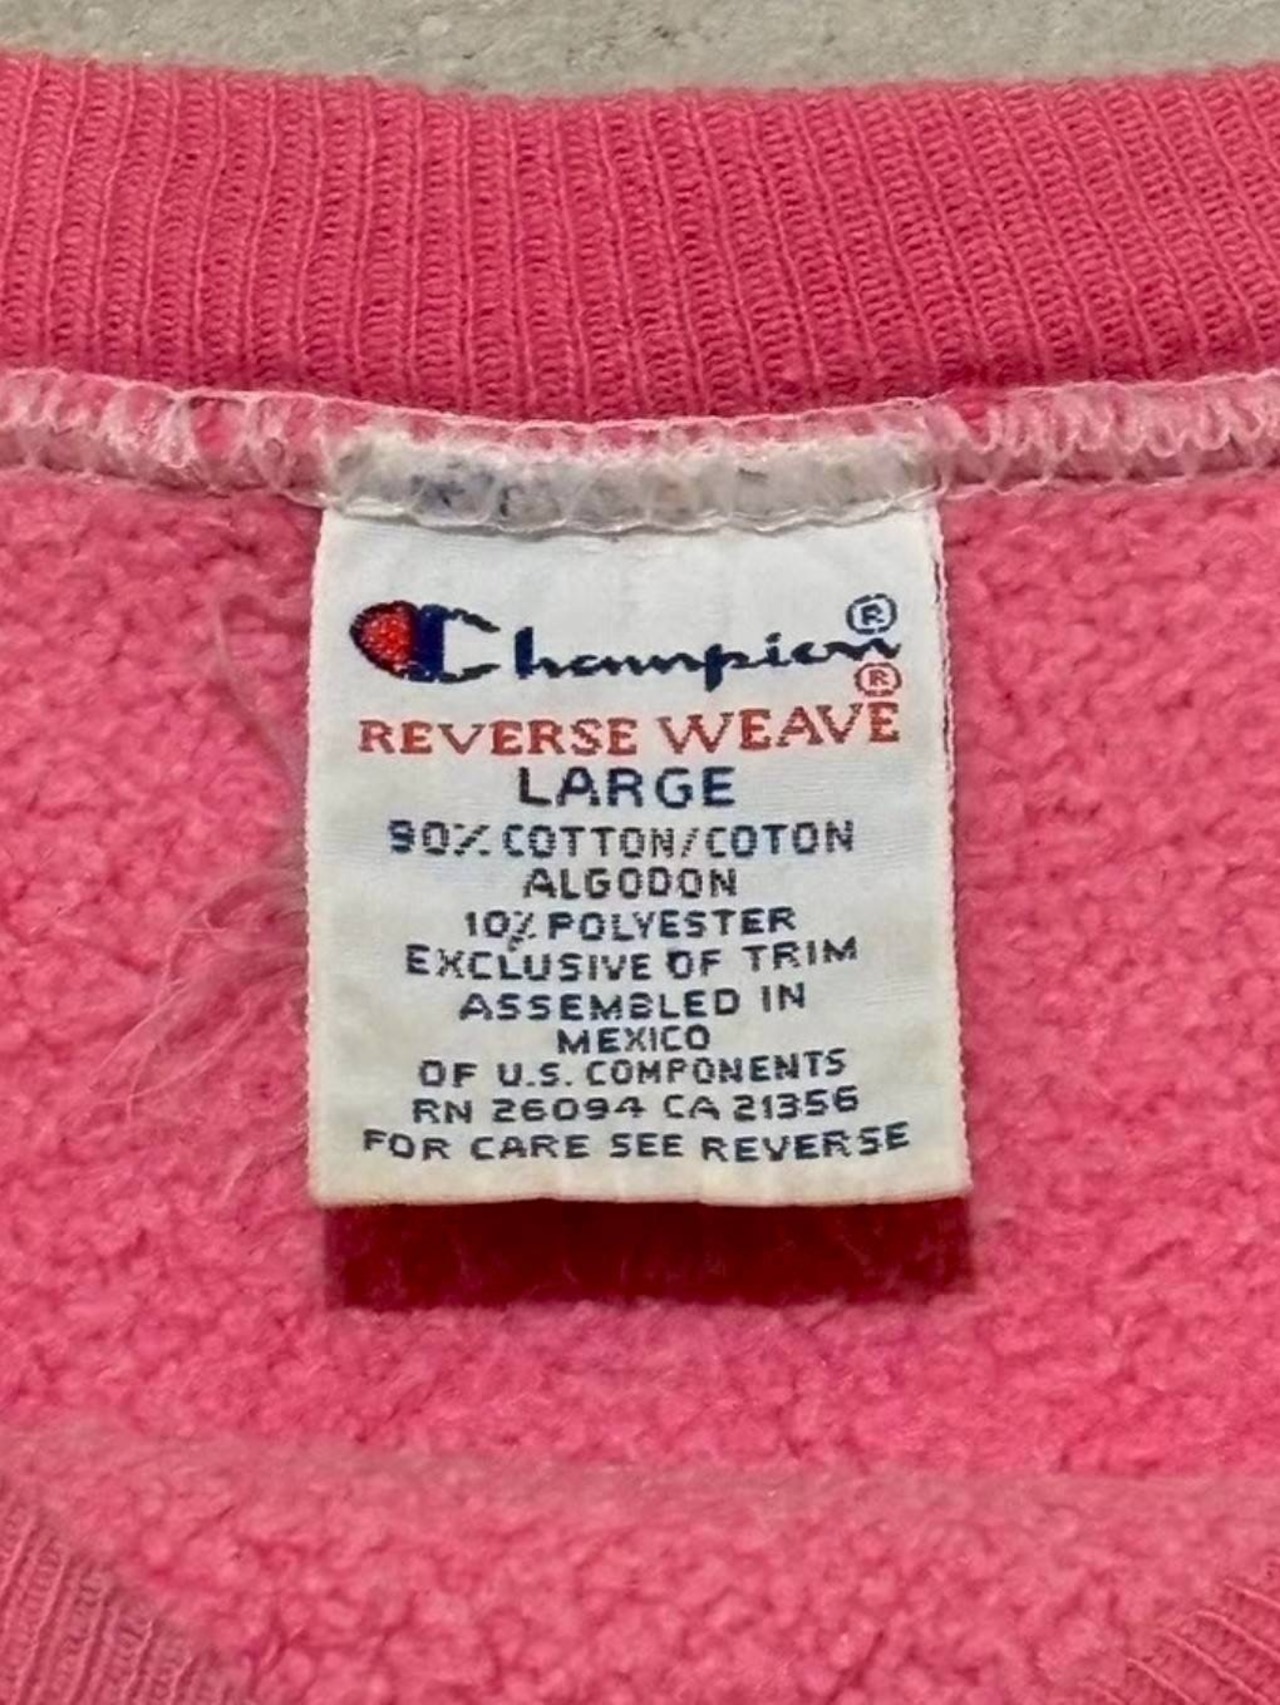 Champion®
®
REVERSE WEAVE
LARGE
90% COTTON/COTON
ALGODON
10% POLYESTER
EXCLUSIVE OF TRIM
ASSEMBLED IN
MEXICO
OF U.S. COMPONENTS
RN 26094 CA 21356
FOR CARE SEE REVERSE